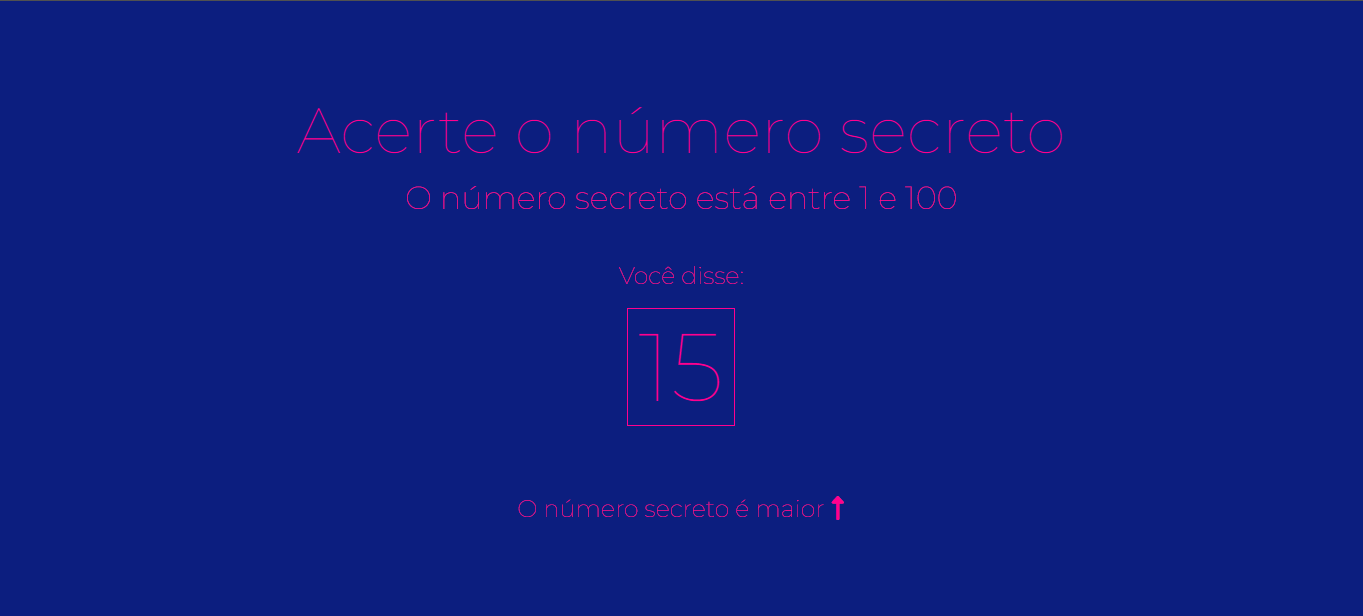 Acerte o número secreto
O número secreto está entre 1 e 100
Você disse:
15
O número secreto é maior